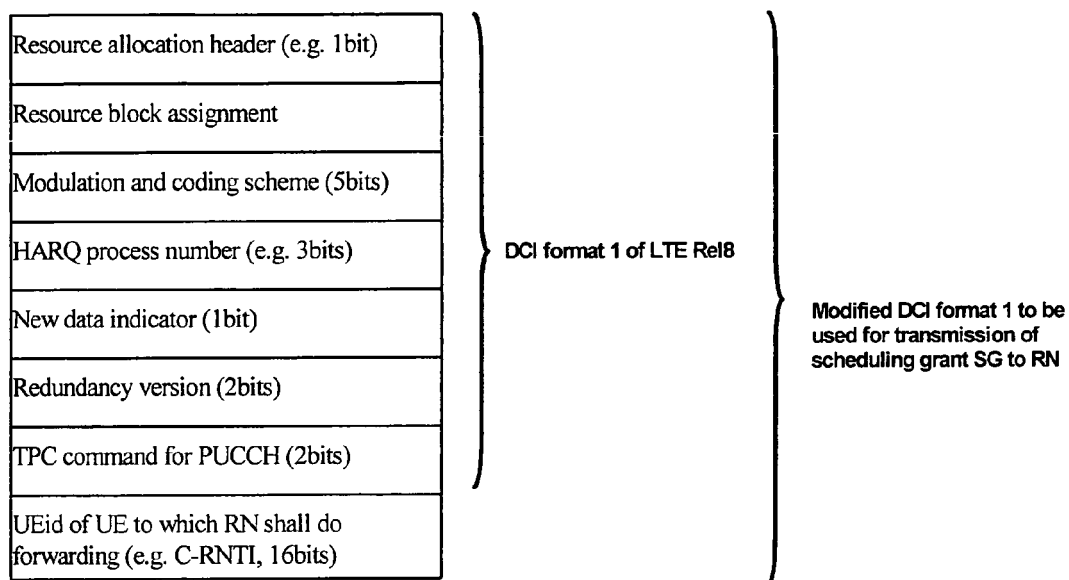 Resource allocation header (e.g. 1bit)
Resource block assignment
Modulation and coding scheme (5bits)
HARQ process number (e.g. 3bits)
New data indicator (1bit)
Redundancy version (2bits)
TPC command for PUCCH (2bits)
UEid of UE to which RN shall do
forwarding (e.g. C-RNTI, 16bits)
DCI format 1 of LTE Rel8
Modified DCI format 1 to be
used for transmission of
scheduling grant SG to RN